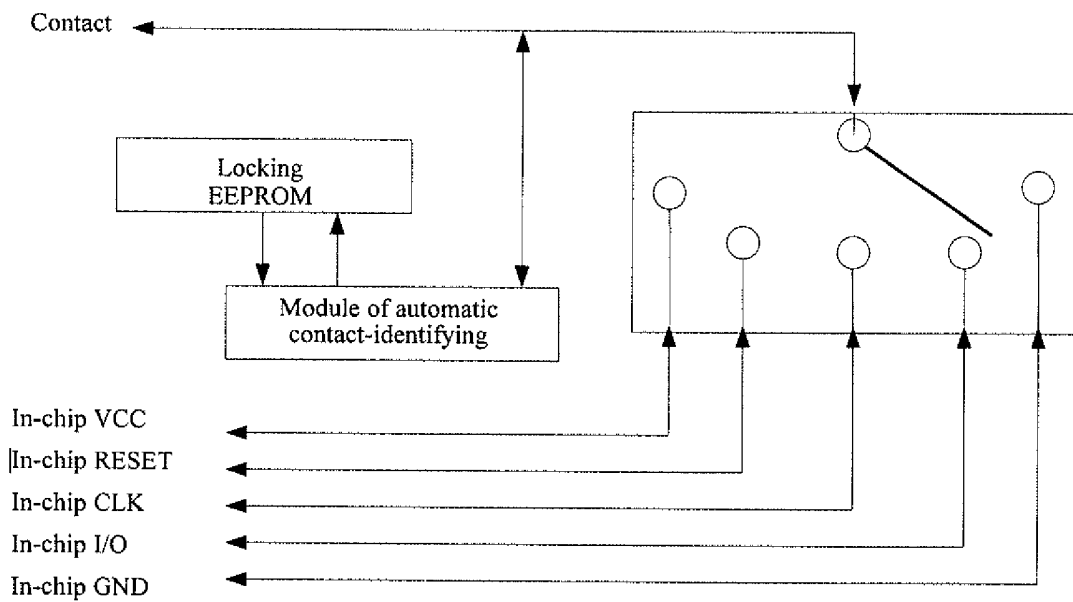 Contact
Locking
EEPROM
Module of automatic
contact-identifying
In-chip VCC
In-chip RESET
In-chip CLK
In-chip I/O
In-chip GND